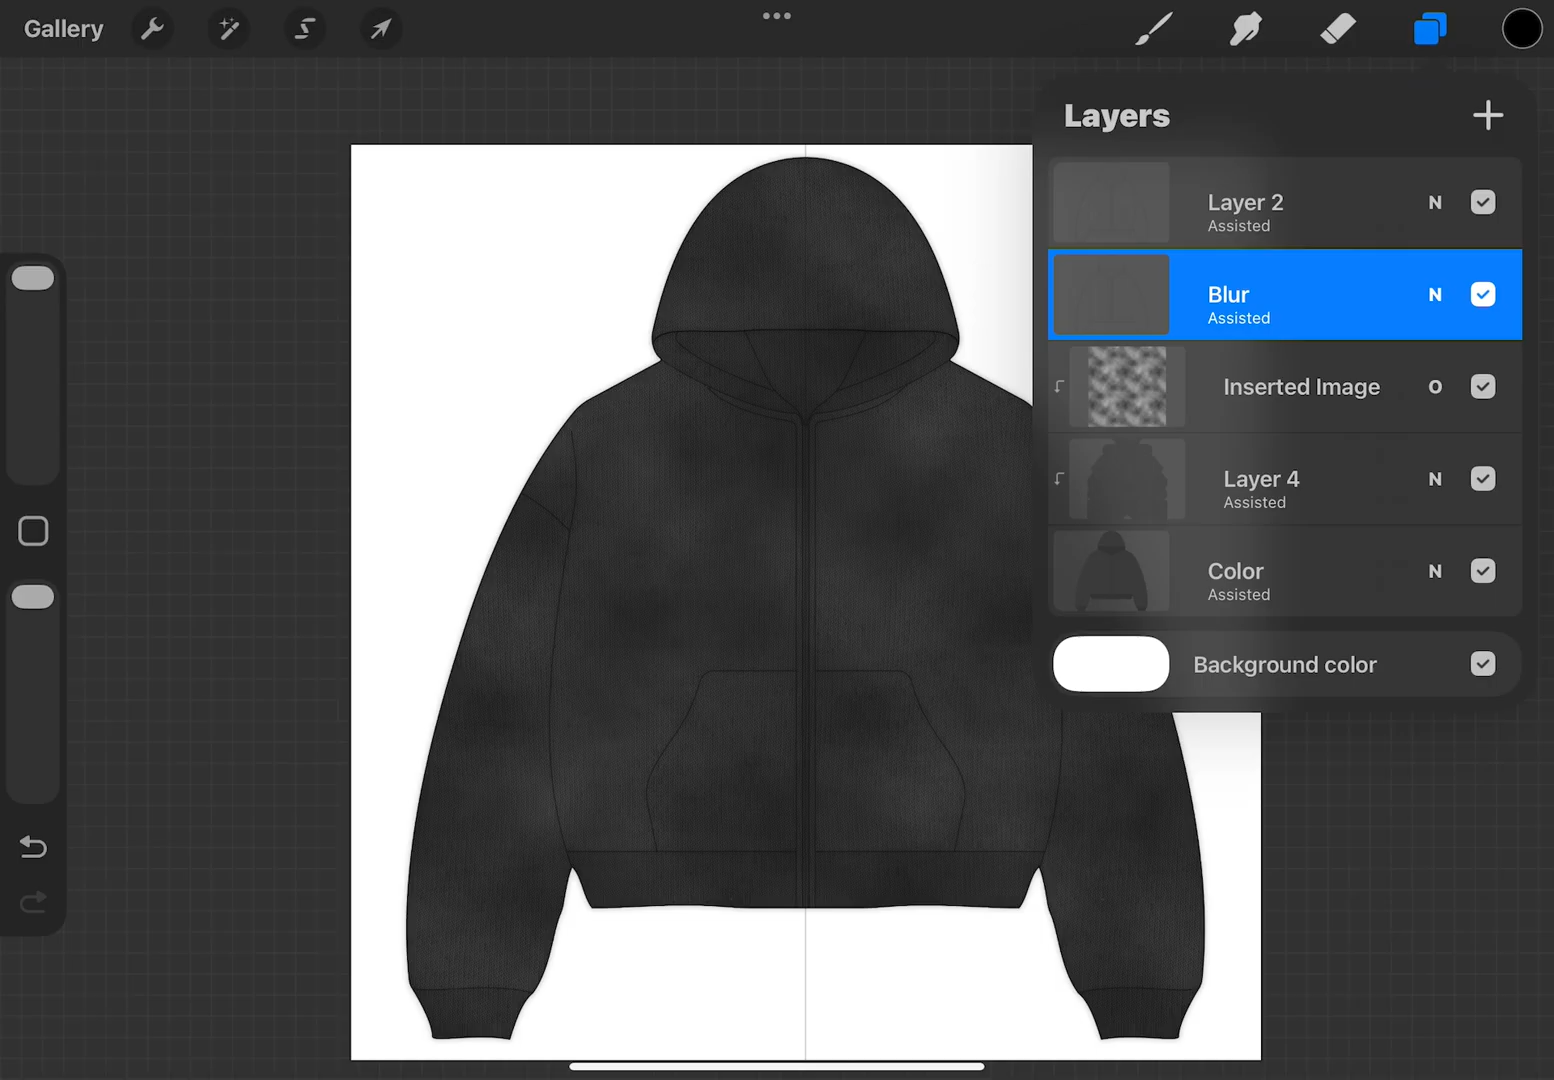 Gallery
Layers
Layer 2
N
Assisted
Blur
N
Assisted
Inserted Image
O
Layer 4
N
Assisted
Color
N
Assisted
Background color